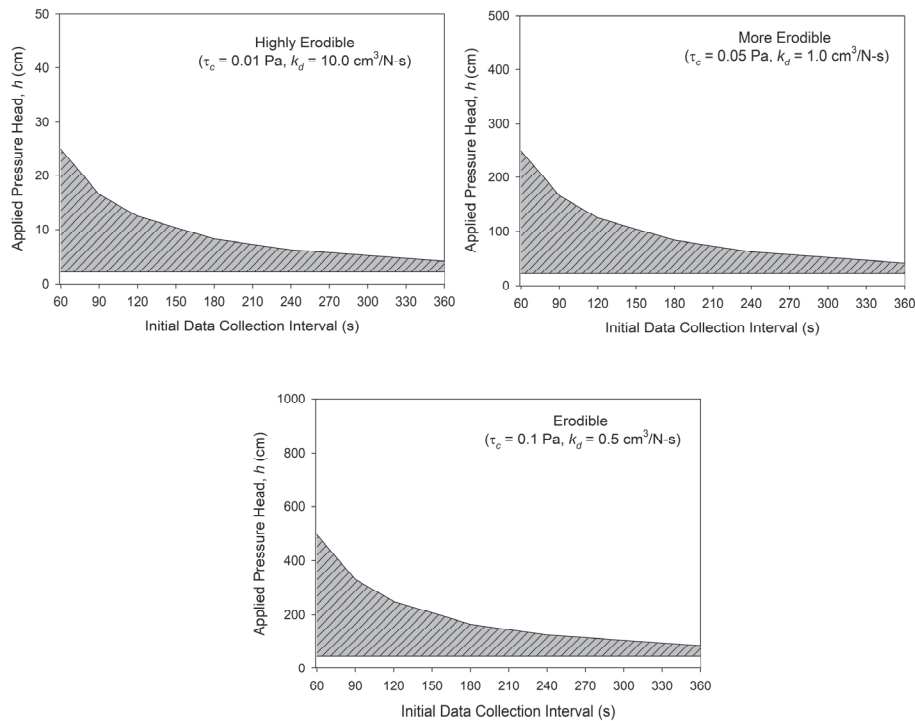 50
40
30
20
10
0
Applied Pressure Head, h (cm)
Highly Erodible
(τc = 0.01 Pa, kd = 10.0 cm³/N-s)
60 90 120 150 180 210 240 270 300 330 360
Initial Data Collection Interval (s)
500
400
300
200
100
0
Applied Pressure Head, h (cm)
More Erodible
(τc = 0.05 Pa, kd = 1.0 cm³/N-s)
60 90 120 150 180 210 240 270 300 330 360
Initial Data Collection Interval (s)
1000
800
600
400
200
0
Applied Pressure Head, h (cm)
Erodible
(τc = 0.1 Pa, kd = 0.5 cm³/N-s)
60 90 120 150 180 210 240 270 300 330 360
Initial Data Collection Interval (s)